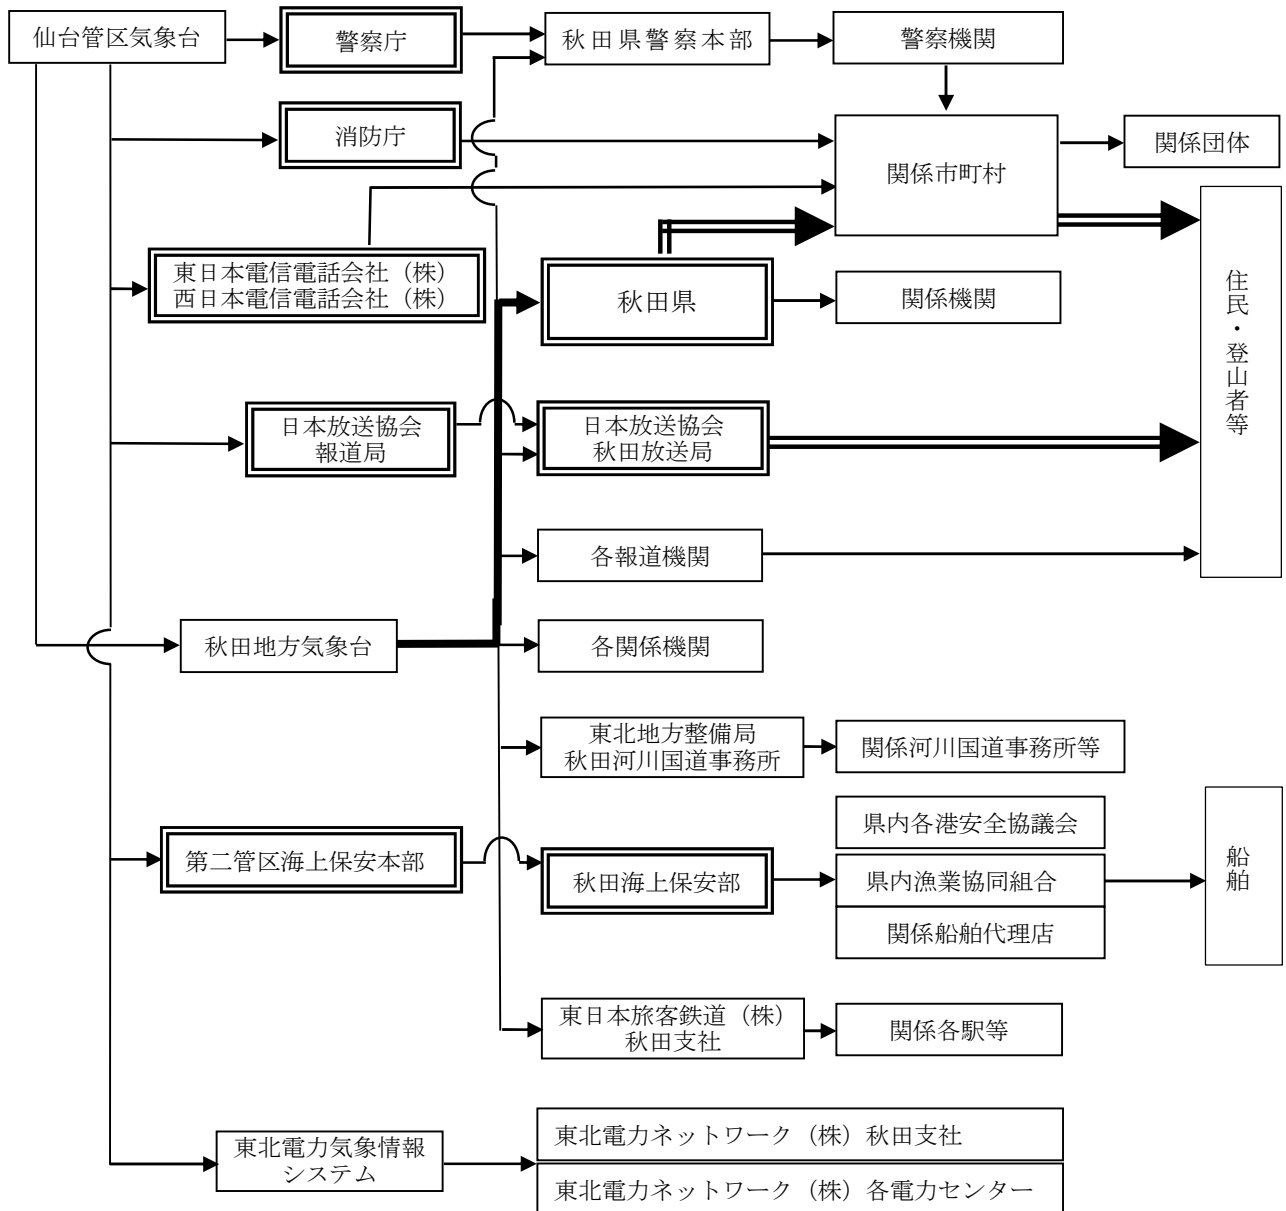 仙台管区気象台
警察庁
秋田県警察本部
警察機関
消防庁
関係市町村
関係団体
東日本電信電話会社（株）
西日本電信電話会社（株）
秋田県
関係機関
住民・登山者等
日本放送協会
報道局
日本放送協会
秋田放送局
各報道機関
秋田地方気象台
各関係機関
東北地方整備局
秋田河川国道事務所
関係河川国道事務所等
第二管区海上保安本部
秋田海上保安部
県内各港安全協議会
県内漁業協同組合
関係船舶代理店
船舶
東日本旅客鉄道（株）
秋田支社
関係各駅等
東北電力気象情報
システム
東北電力ネットワーク（株）秋田支社
東北電力ネットワーク（株）各電力センター